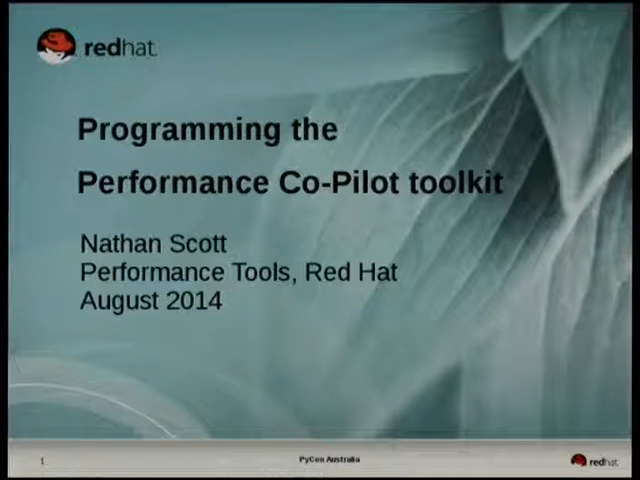 redhat.
Programming the
Performance Co-Pilot toolkit
Nathan Scott
Performance Tools, Red Hat
August 2014
1
PyCon Australia
redhat.